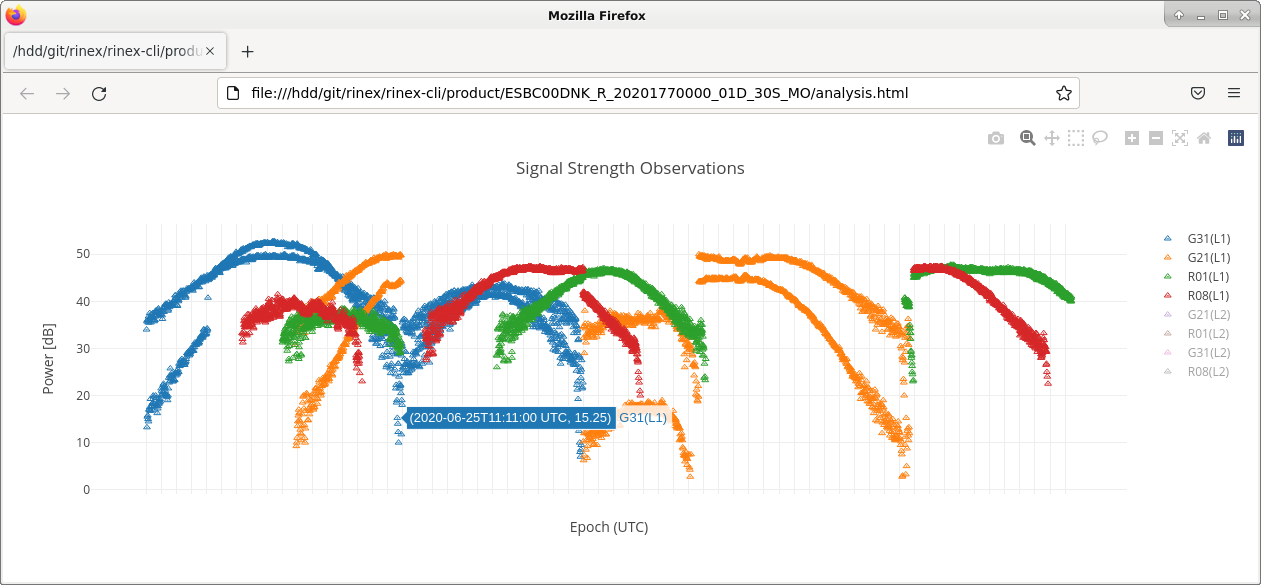 Mozilla Firefox
/hdd/git/rinex/rinex-cli/produ
file:///hdd/git/rinex/rinex-cli/product/ESBC00DNK_R_20201770000_01D_30S_MO/analysis.html
Signal Strength Observations
G31(L1)
G21(L1)
R01(L1)
R08(L1)
G21(L2)
R01(L2)
G31(L2)
R08(L2)
Power [dB]
50
40
30
20
10
0
(2020-06-25T11:11:00 UTC, 15.25) G31(L1)
Epoch (UTC)